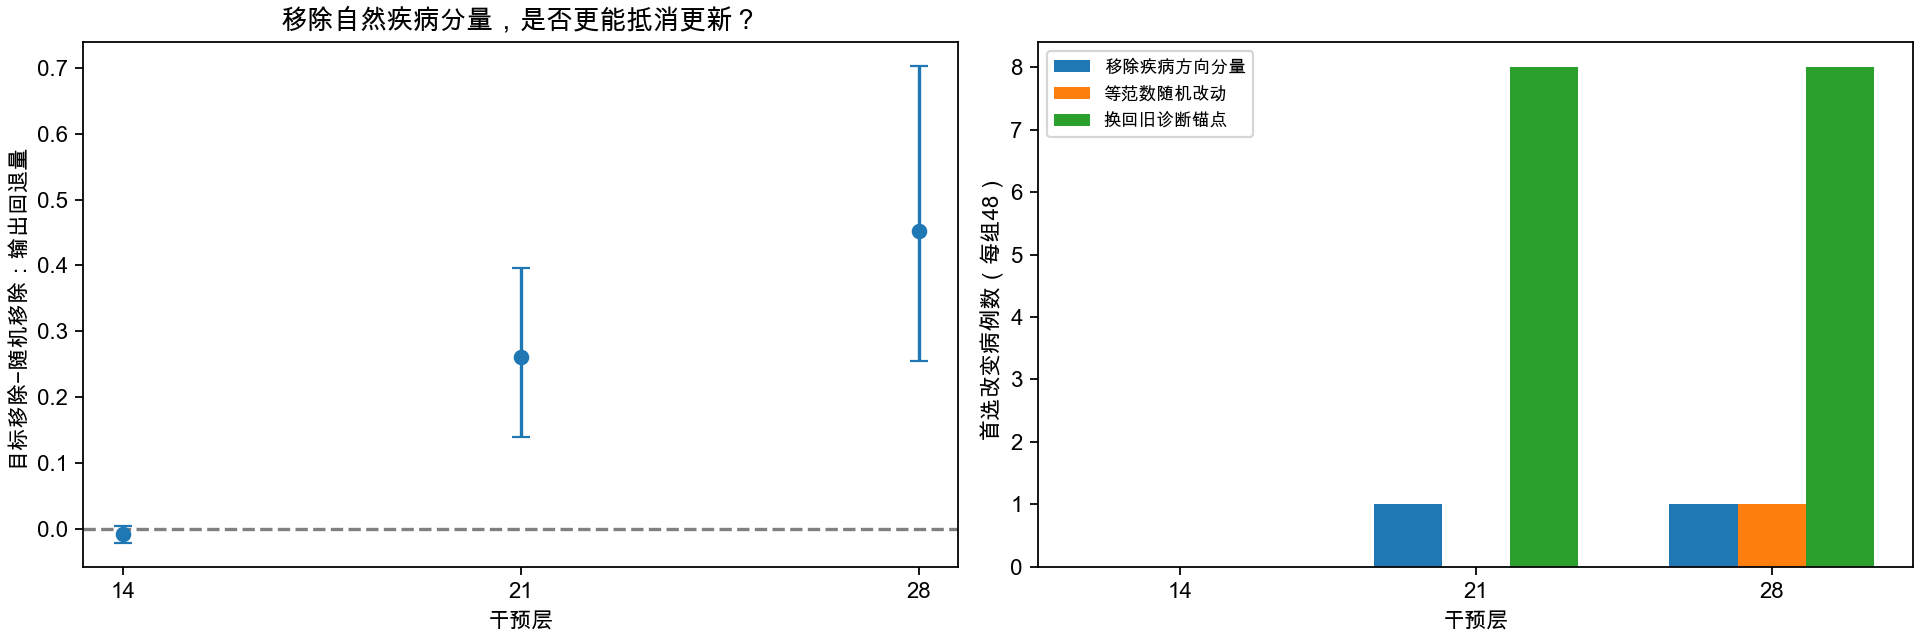 移除自然疾病分量，是否更能抵消更新？
目标移除-随机移除：输出回退量
0.7
0.6
0.5
0.4
0.3
0.2
0.1
0.0
14
21
28
干预层
首选改变病例数（每组48）
8
7
6
5
4
3
2
1
0
移除疾病方向分量
等范数随机改动
换回旧诊断锚点
14
21
28
干预层